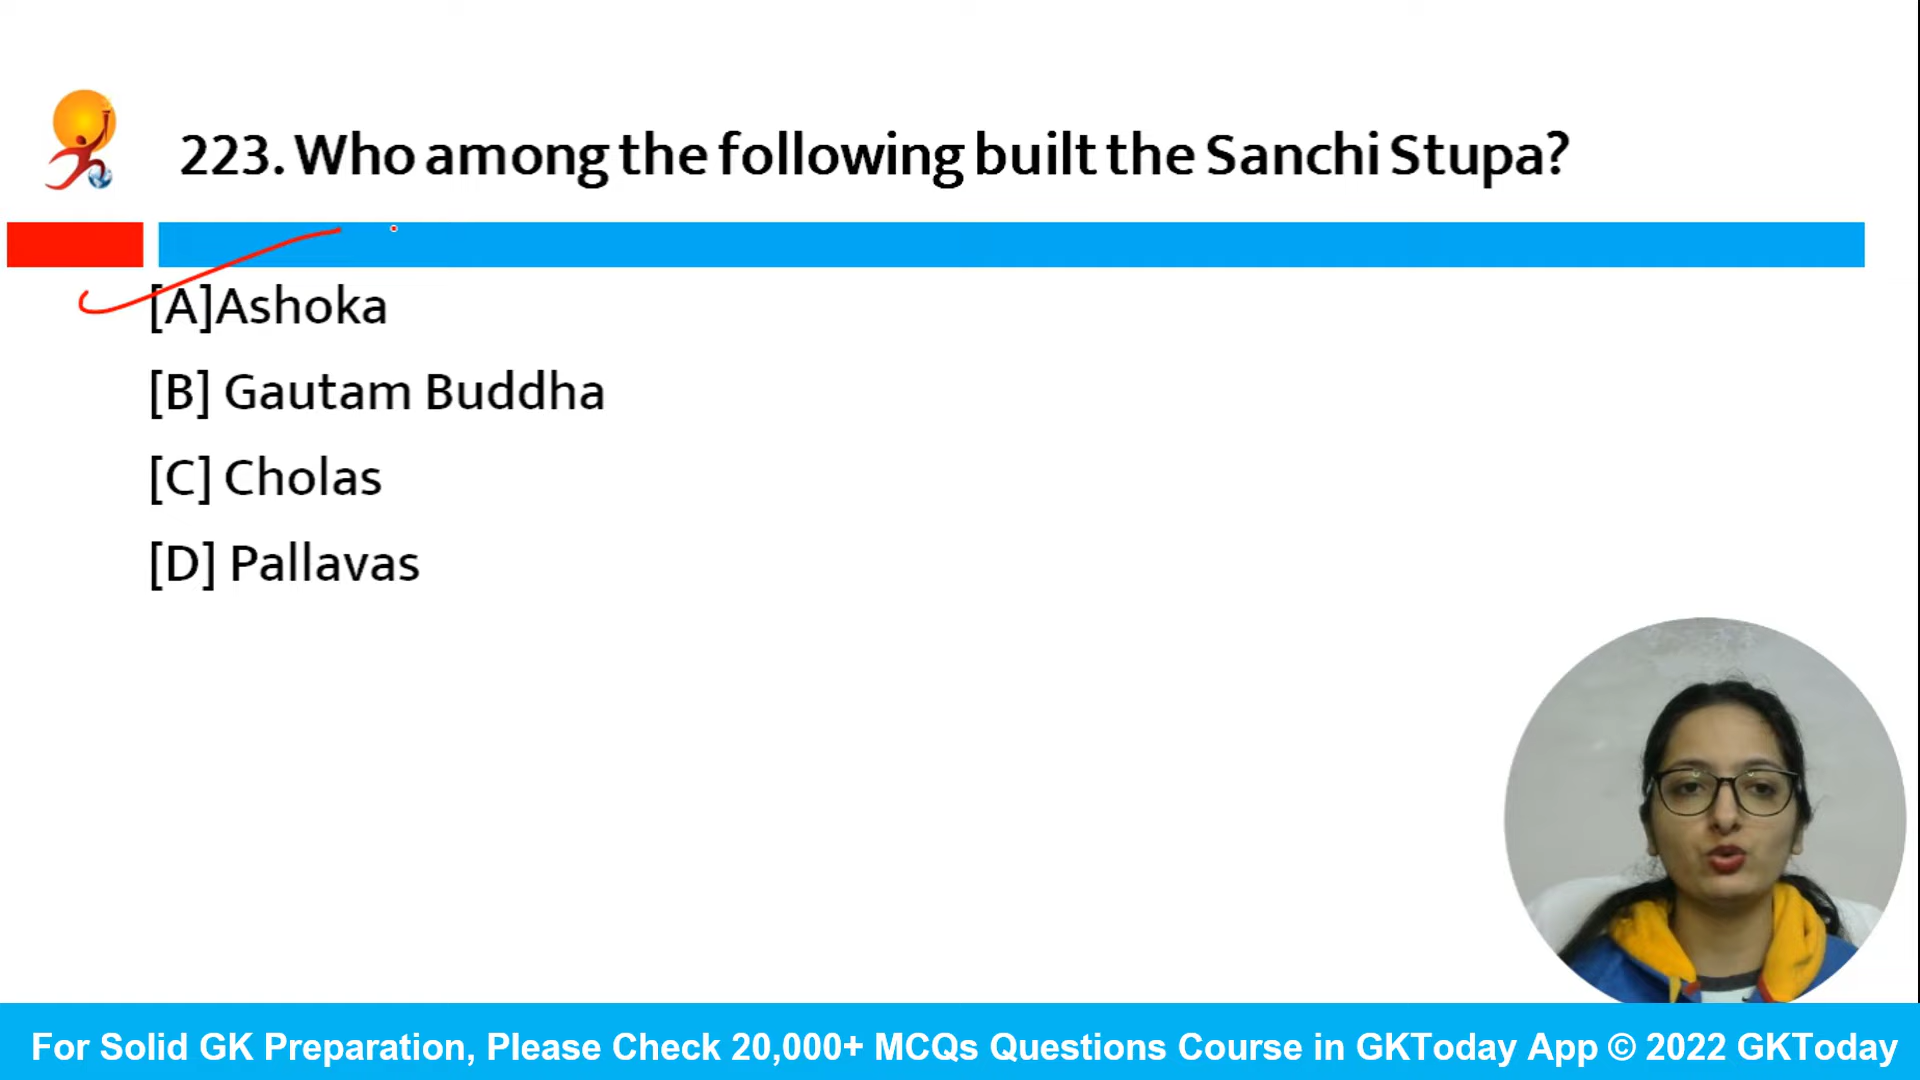 223. Who among the following built the Sanchi Stupa?
[A]Ashoka
[B] Gautam Buddha
[C] Cholas
[D] Pallavas
For Solid GK Preparation, Please Check 20,000+ MCQs Questions Course in GKToday App © 2022 GKToday